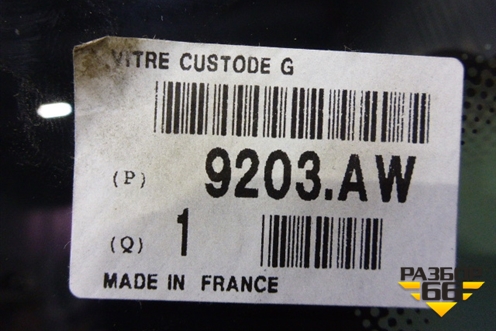 VITRE CUSTODE G
(P) 9203.AW
(Q) 1
MADE IN FRANCE
РАЗБОР
66